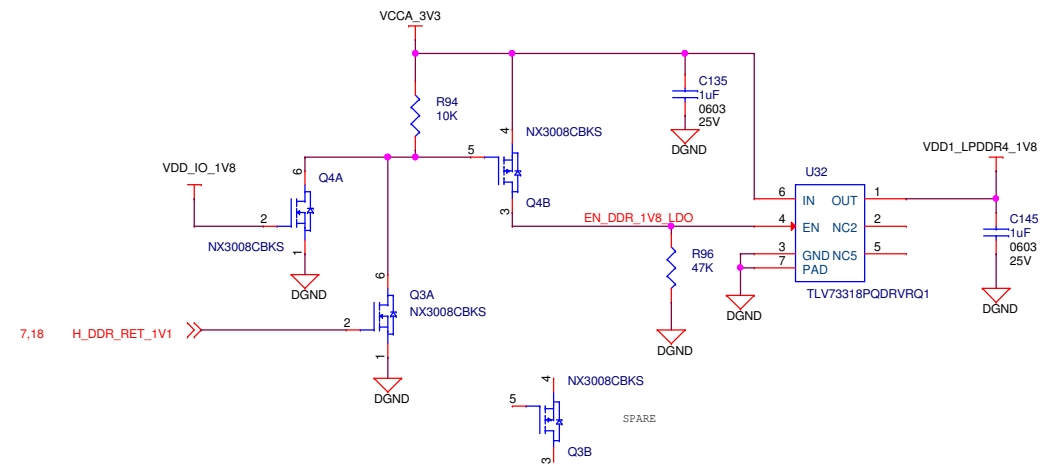 VCCA_3V3
R94
10K
C135
1uF
0603
25V
DGND
4
NX3008CBKS
5
Q4B
3
VDD_IO_1V8
6
Q4A
2
NX3008CBKS
1
DGND
EN_DDR_1V8_LDO
R96
47K
DGND
U32
VDD1_LPDDR4_1V8
6 IN OUT 1
4 EN NC2 2
3 GND NC5 5
7 PAD
TLV73318PQDRVRQ1
DGND
C145
1uF
0603
25V
DGND
6
Q3A
NX3008CBKS
7,18 H_DDR_RET_1V1
2
1
DGND
4
NX3008CBKS
5
SPARE
Q3B
3